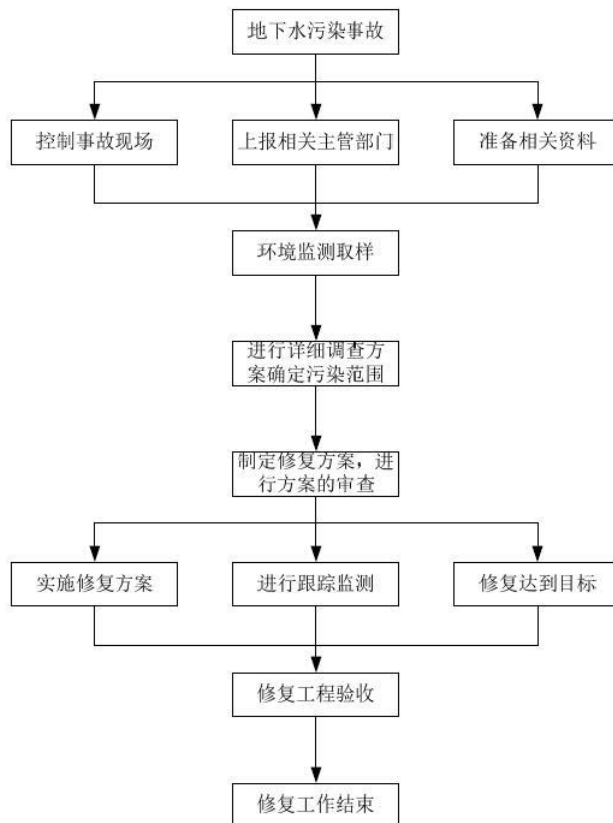 地下水污染事故
控制事故现场
上报相关主管部门
准备相关资料
环境监测取样
进行详细调查方
案确定污染范围
制定修复方案，进
行方案的审查
实施修复方案
进行跟踪监测
修复达到目标
修复工程验收
修复工作结束